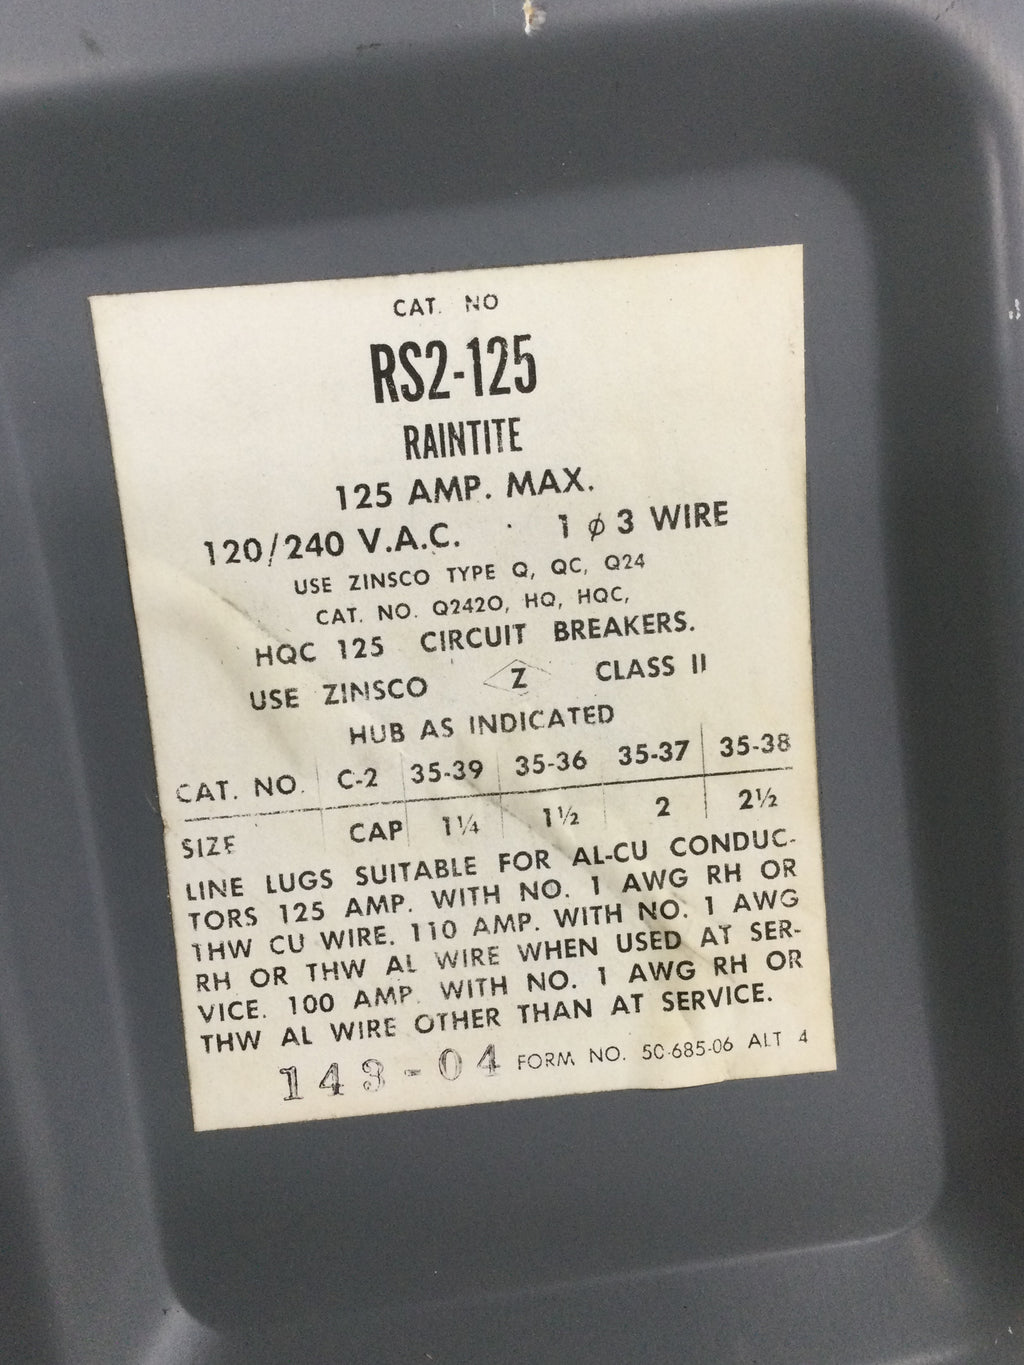 CAT. NO
RS2-125
RAINTITE
125 AMP. MAX.
120/240 V.A.C. 1 ø 3 WIRE
USE ZINSCO TYPE Q, QC, Q24
CAT. NO. Q2420, HQ, HQC,
HQC 125 CIRCUIT BREAKERS.
USE ZINSCO Z CLASS II
HUB AS INDICATED
CAT. NO. C-2 35-39 35-36 35-37 35-38
SIZE CAP 1¼ 1½ 2 2½
LINE LUGS SUITABLE FOR AL-CU CONDUC-
TORS 125 AMP. WITH NO. 1 AWG RH OR
THW CU WIRE. 110 AMP. WITH NO. 1 AWG
RH OR THW AL WIRE WHEN USED AT SER-
VICE. 100 AMP. WITH NO. 1 AWG RH OR
THW AL WIRE OTHER THAN AT SERVICE.
143-04 FORM NO. 50-685-06 ALT 4